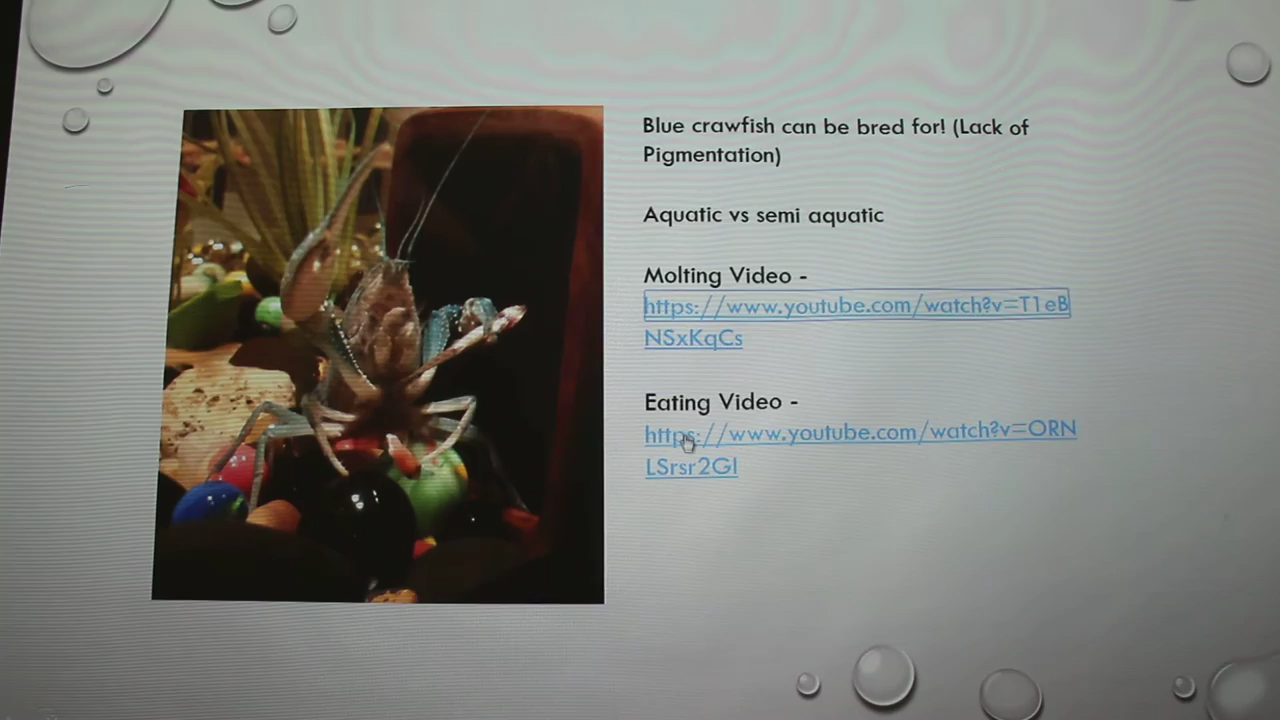 Blue crawfish can be bred for! (Lack of
Pigmentation)
Aquatic vs semi aquatic
Molting Video -
https://www.youtube.com/watch?v=T1eB
NSxKqCs
Eating Video -
https://www.youtube.com/watch?v=ORN
LSrsr2GI